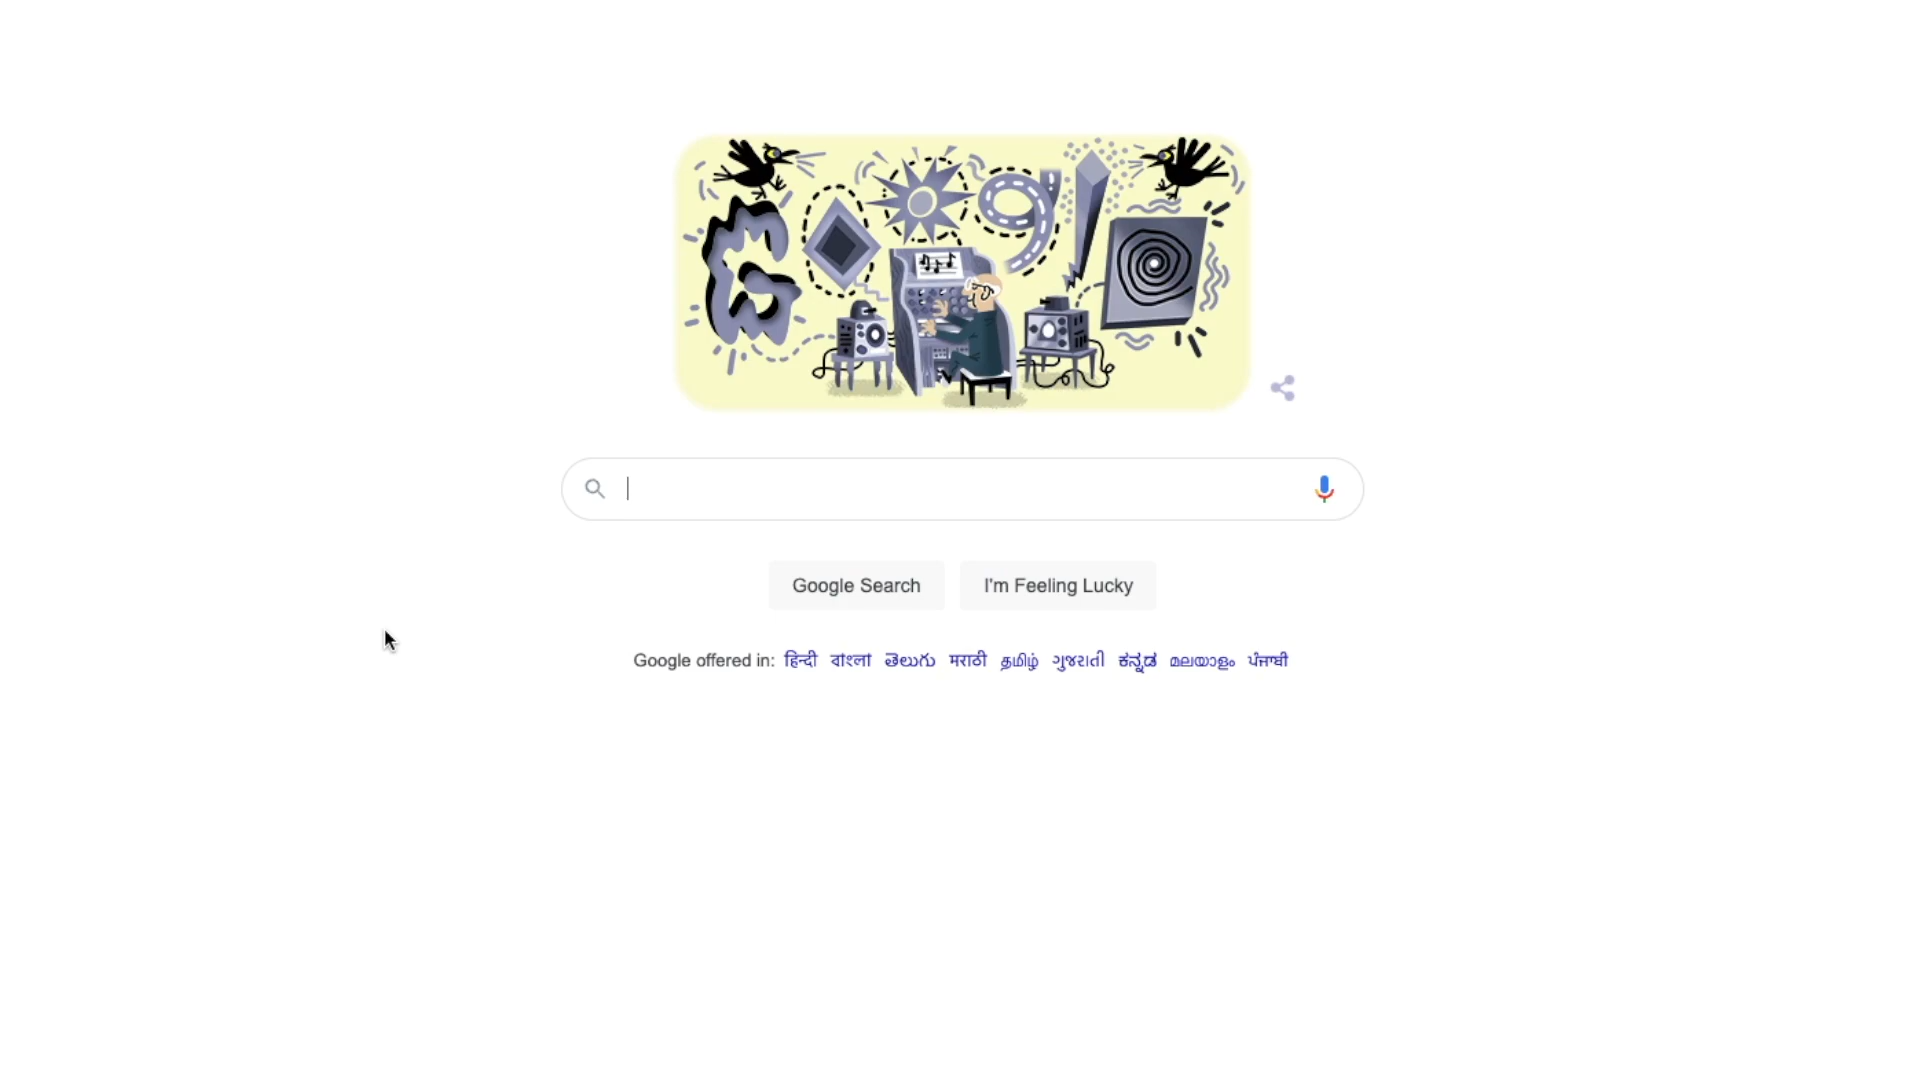 Google Search
I'm Feeling Lucky
Google offered in: हिन्दी বাংলা తెలుగు मराठी தமிழ் ગુજરાતી ಕನ್ನಡ മലയാളം ਪੰਜਾਬੀ